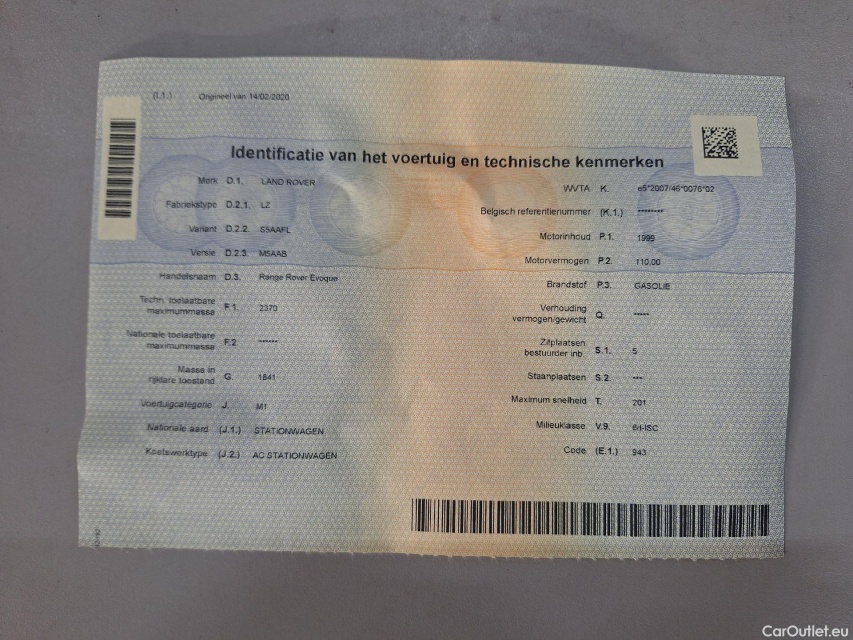 (I.1.) Origineel van 14/02/2020
Identificatie van het voertuig en technische kenmerken
Merk D.1. LAND ROVER
Fabriekstype D.2.1. LZ
Variant D.2.2. S5AAFL
Versie D.2.3. M5AAB
Handelsnaam D.3. Range Rover Evoque
Techn. toelaatbare
maximummassa F.1. 2370
Nationale toelaatbare
maximummassa F.2 ******
Massa in
rijklare toestand G. 1841
Voertuigcategorie J. M1
Nationale aard (J.1.) STATIONWAGEN
Koetswerktype (J.2.) AC STATIONWAGEN
WVTA K. e5*2007/46*0076*02
Belgisch referentienummer (K.1.) ********
Motorinhoud P.1. 1999
Motorvermogen P.2. 110.00
Brandstof P.3. GASOLIE
Verhouding
vermogen/gewicht Q. *****
Zitplaatsen
bestuurder inb. S.1. 5
Staanplaatsen S.2. ***
Maximum snelheid T. 201
Milieuklasse V.9. 6d-ISC
Code (E.1.) 943
CarOutlet.eu